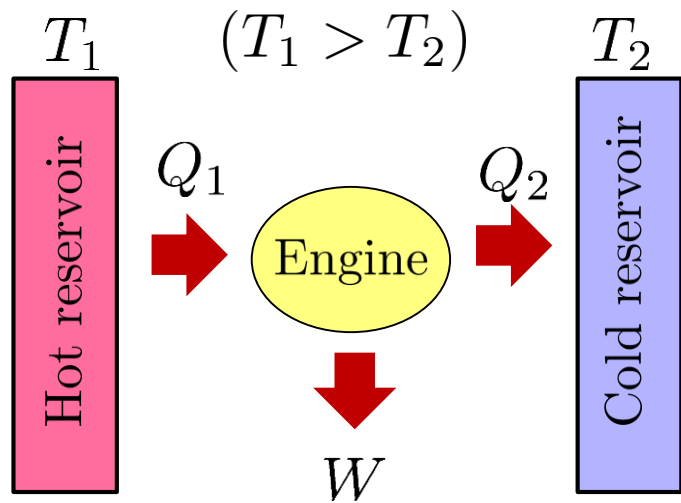 T₁
(T₁ > T₂)
T₂
Hot reservoir
Q₁
Engine
Q₂
Cold reservoir
W